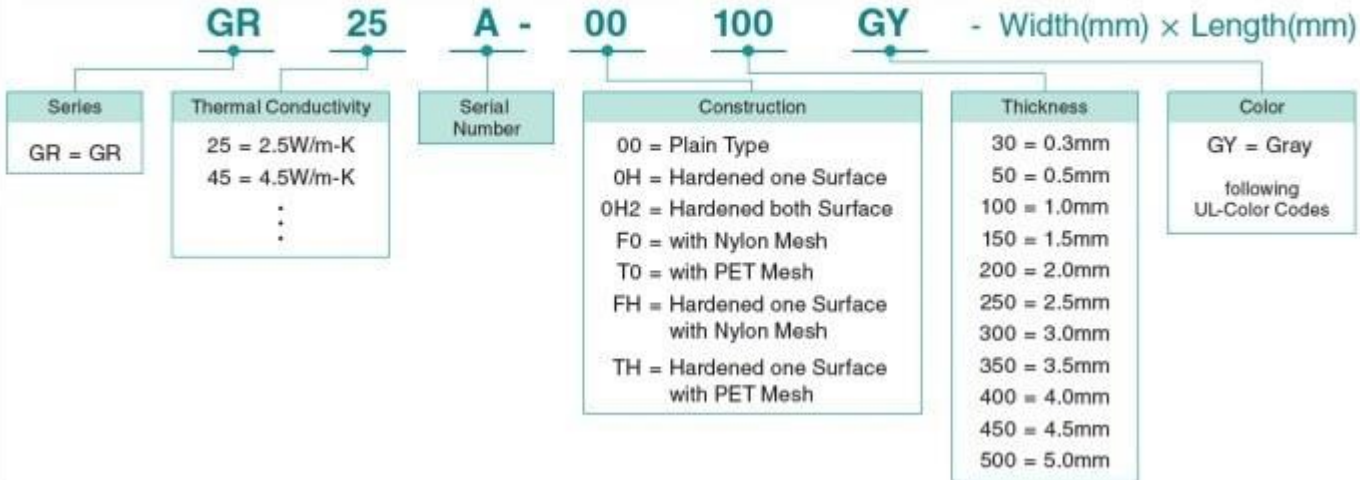 GR 25 A - 00 100 GY - Width(mm) × Length(mm)
Series
GR = GR
Thermal Conductivity
25 = 2.5W/m-K
45 = 4.5W/m-K
Serial
Number
Construction
00 = Plain Type
0H = Hardened one Surface
0H2 = Hardened both Surface
F0 = with Nylon Mesh
T0 = with PET Mesh
FH = Hardened one Surface
with Nylon Mesh
TH = Hardened one Surface
with PET Mesh
Thickness
30 = 0.3mm
50 = 0.5mm
100 = 1.0mm
150 = 1.5mm
200 = 2.0mm
250 = 2.5mm
300 = 3.0mm
350 = 3.5mm
400 = 4.0mm
450 = 4.5mm
500 = 5.0mm
Color
GY = Gray
following
UL-Color Codes